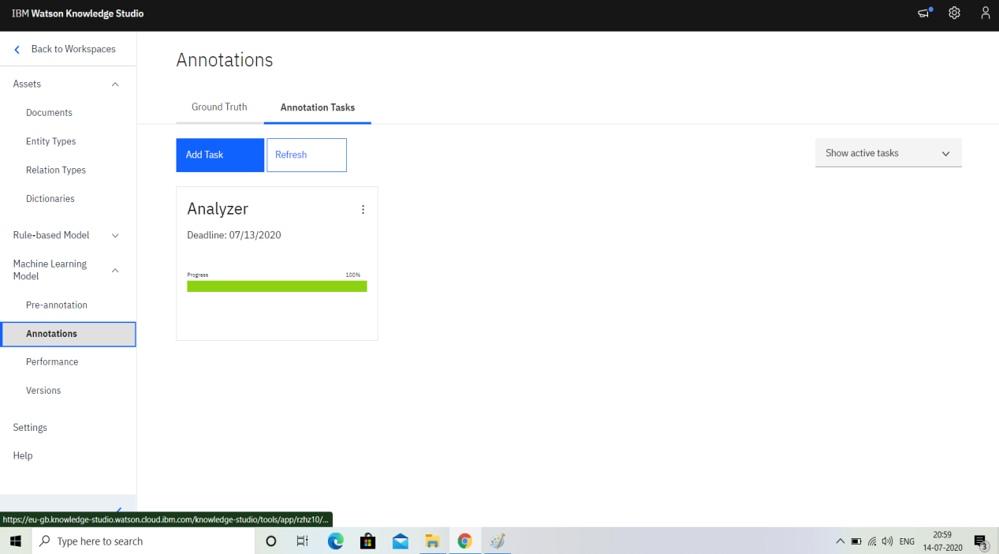 IBM Watson Knowledge Studio
Back to Workspaces
Assets
Documents
Entity Types
Relation Types
Dictionaries
Rule-based Model
Machine Learning
Model
Pre-annotation
Annotations
Performance
Versions
Settings
Help
Annotations
Ground Truth
Annotation Tasks
Add Task
Refresh
Show active tasks
Analyzer
Deadline: 07/13/2020
Progress
100%
https://eu-gb.knowledge-studio.watson.cloud.ibm.com/knowledge-studio/tools/app/rzhz10/...
Type here to search
ENG
20:59
14-07-2020
3